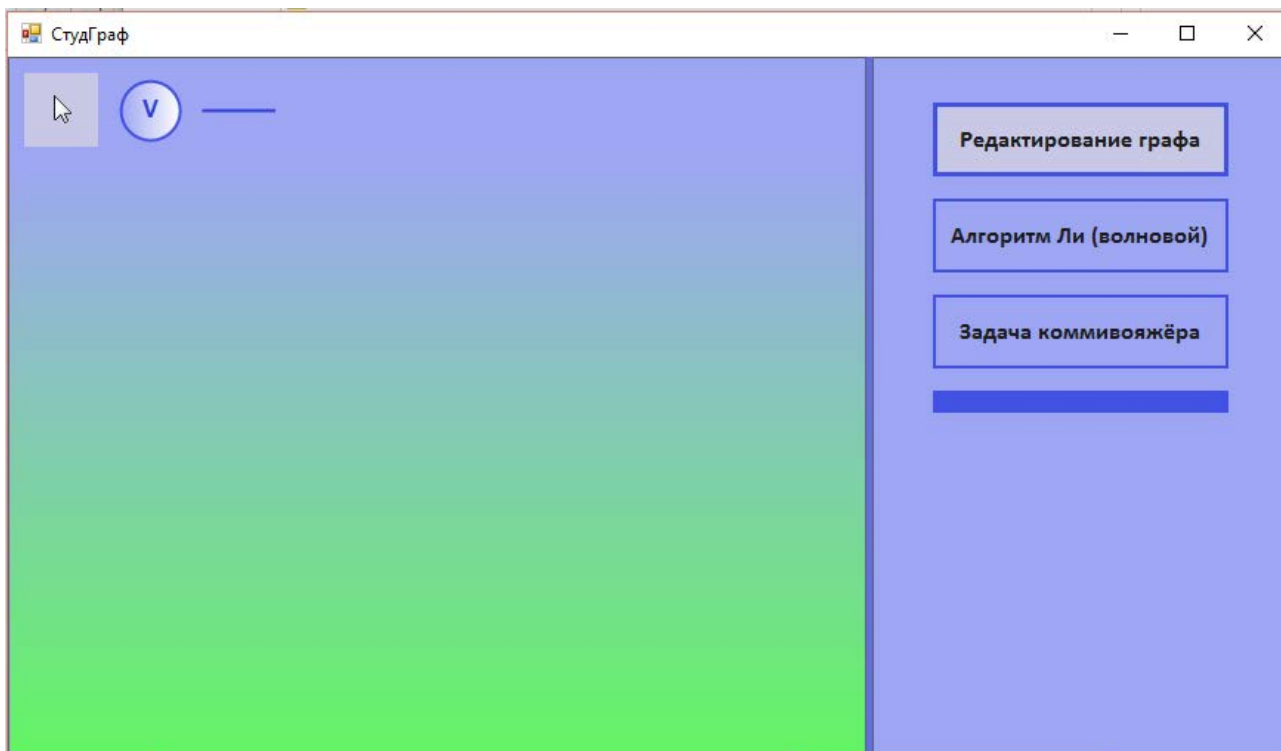 СтудГраф
V
Редактирование графа
Алгоритм Ли (волновой)
Задача коммивояжёра